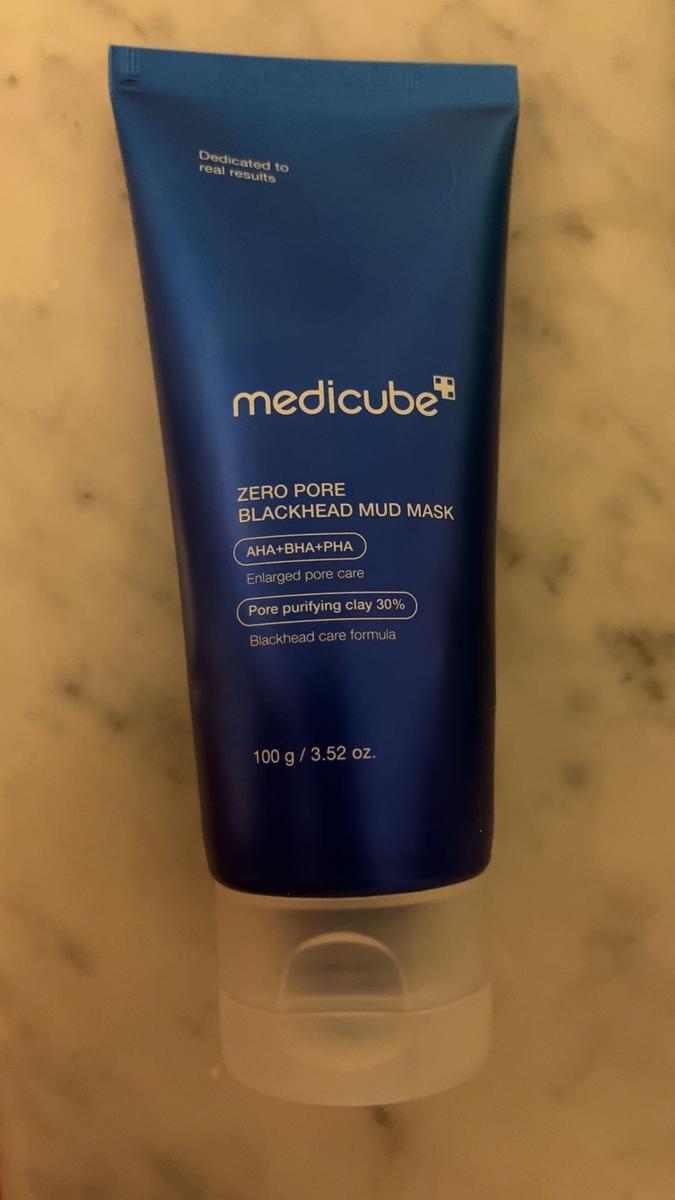 Dedicated to
real results
medicube
ZERO PORE
BLACKHEAD MUD MASK
AHA+BHA+PHA
Enlarged pore care
Pore purifying clay 30%
Blackhead care formula
100 g / 3.52 oz.